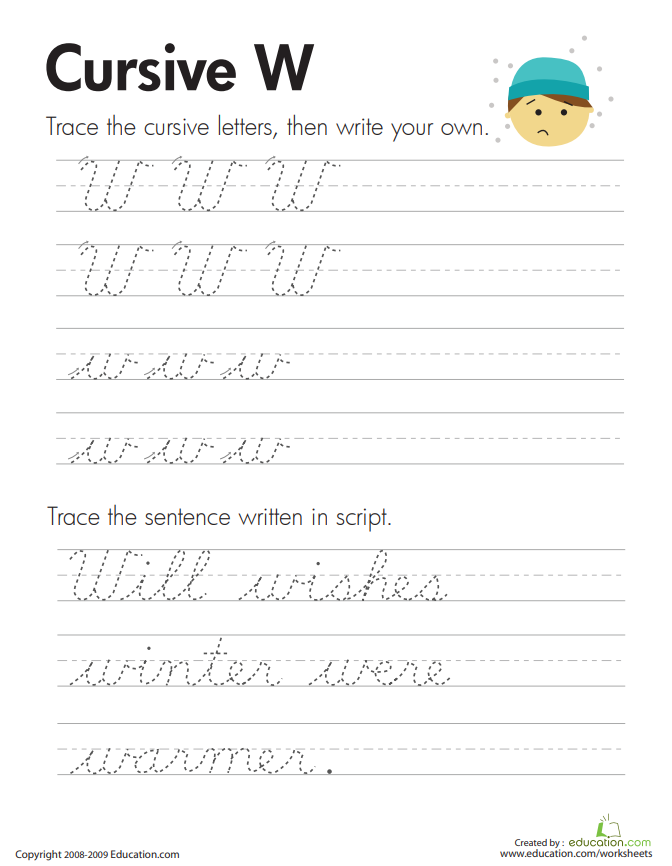 Cursive W
Trace the cursive letters, then write your own.
W W W
W W W
w w w
w w w
Trace the sentence written in script.
Will wishes
winter were
warmer.
Created by :
education.com
Copyright 2008-2009 Education.com
www.education.com/worksheets